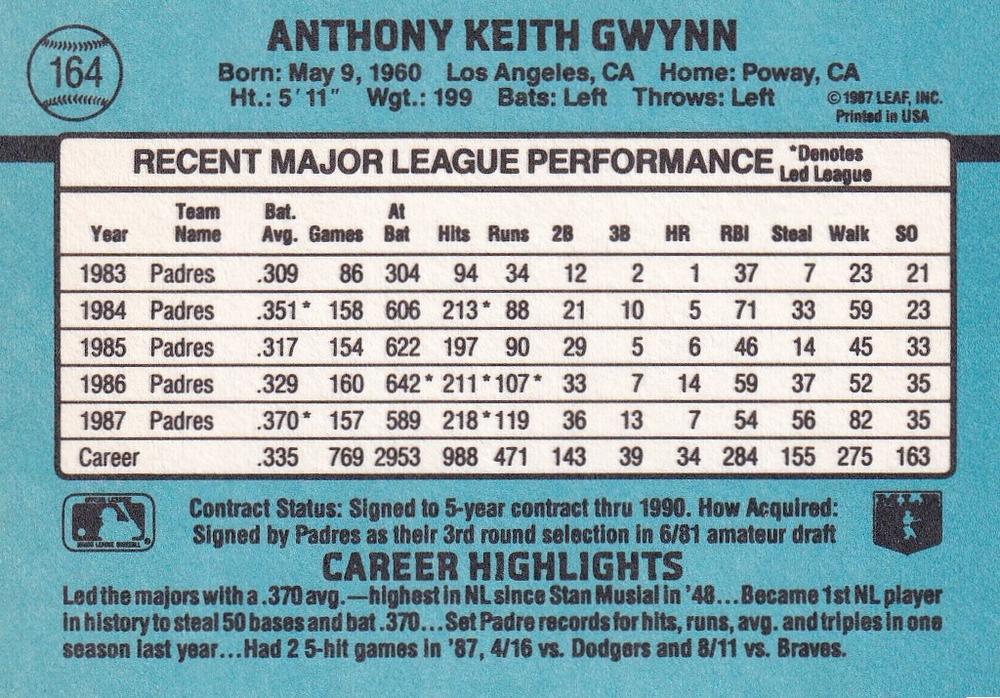 164
ANTHONY KEITH GWYNN
Born: May 9, 1960 Los Angeles, CA Home: Poway, CA
Ht.: 5' 11" Wgt.: 199 Bats: Left Throws: Left
©1987 LEAF, INC.
Printed in USA
RECENT MAJOR LEAGUE PERFORMANCE *Denotes Led League
Year Team Name Bat. Avg. Games At Bat Hits Runs 2B 3B HR RBI Steal Walk SO
1983 Padres .309 86 304 94 34 12 2 1 37 7 23 21
1984 Padres .351* 158 606 213* 88 21 10 5 71 33 59 23
1985 Padres .317 154 622 197 90 29 5 6 46 14 45 33
1986 Padres .329 160 642* 211* 107* 33 7 14 59 37 52 35
1987 Padres .370* 157 589 218* 119 36 13 7 54 56 82 35
Career .335 769 2953 988 471 143 39 34 284 155 275 163
OFFICIAL LICENSEE
MAJOR LEAGUE BASEBALL
Contract Status: Signed to 5-year contract thru 1990. How Acquired:
Signed by Padres as their 3rd round selection in 6/81 amateur draft
CAREER HIGHLIGHTS
Led the majors with a .370 avg.—highest in NL since Stan Musial in '48...Became 1st NL player
in history to steal 50 bases and bat .370...Set Padre records for hits, runs, avg. and triples in one
season last year...Had 2 5-hit games in '87, 4/16 vs. Dodgers and 8/11 vs. Braves.